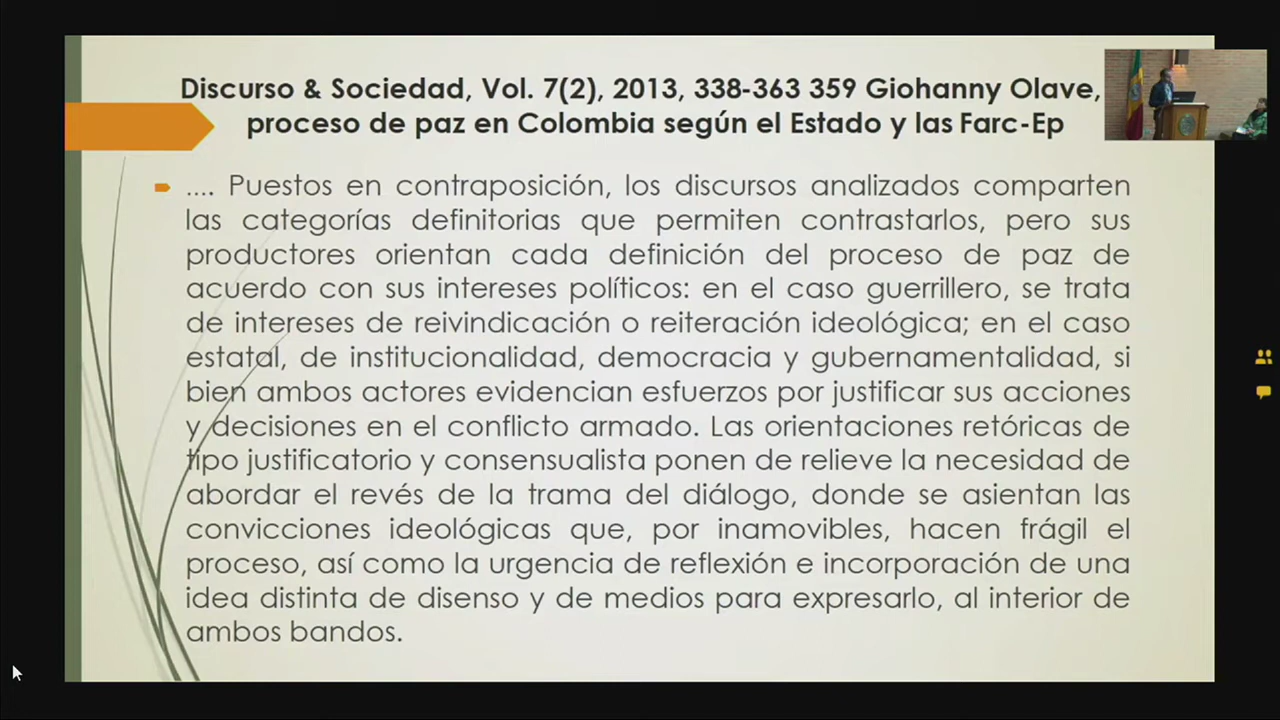 Discurso & Sociedad, Vol. 7(2), 2013, 338-363 359 Giohanny Olave,
proceso de paz en Colombia según el Estado y las Farc-Ep
.... Puestos en contraposición, los discursos analizados comparten
las categorías definitorias que permiten contrastarlos, pero sus
productores orientan cada definición del proceso de paz de
acuerdo con sus intereses políticos: en el caso guerrillero, se trata
de intereses de reivindicación o reiteración ideológica; en el caso
estatal, de institucionalidad, democracia y gubernamentalidad, si
bien ambos actores evidencian esfuerzos por justificar sus acciones
y decisiones en el conflicto armado. Las orientaciones retóricas de
tipo justificatorio y consensualista ponen de relieve la necesidad de
abordar el revés de la trama del diálogo, donde se asientan las
convicciones ideológicas que, por inamovibles, hacen frágil el
proceso, así como la urgencia de reflexión e incorporación de una
idea distinta de disenso y de medios para expresarlo, al interior de
ambos bandos.